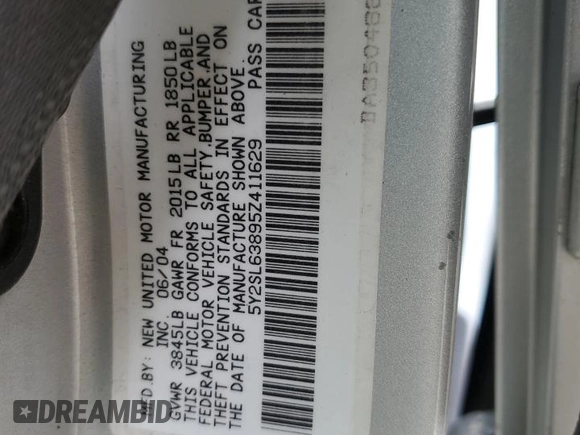 MFD.BY: NEW UNITED MOTOR MANUFACTURING
INC. 06/04
GVWR 3845LB GAWR FR 2015LB RR 1850LB
THIS VEHICLE CONFORMS TO ALL APPLICABLE
FEDERAL MOTOR VEHICLE SAFETY,BUMPER,AND
THEFT PREVENTION STANDARDS IN EFFECT ON
THE DATE OF MANUFACTURE SHOWN ABOVE.
5Y2SL63895Z411629 PASS CAR
DREAMBID